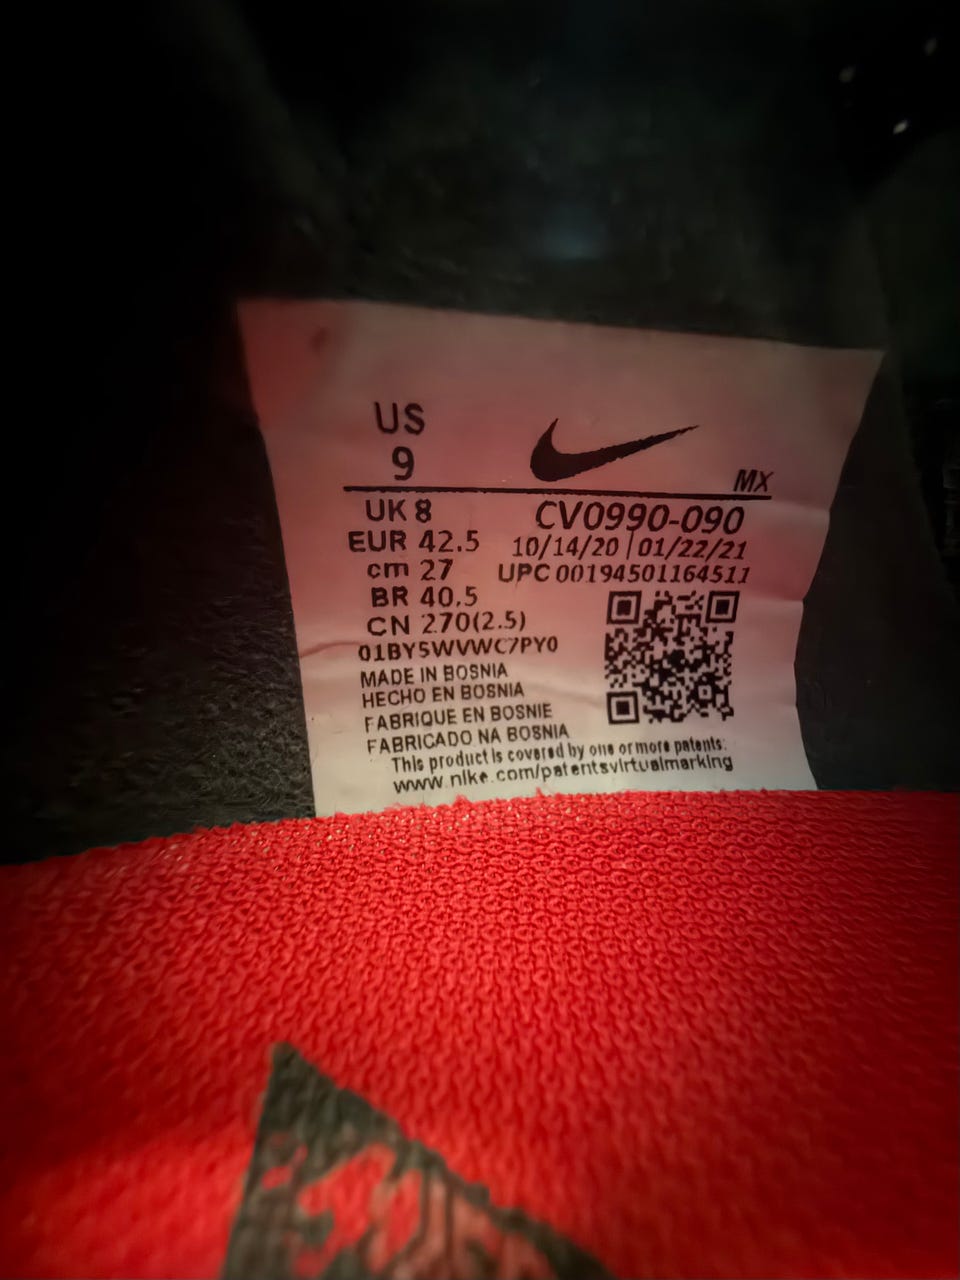 US
9
MX
UK 8
CV0990-090
EUR 42.5
10/14/20 | 01/22/21
cm 27
UPC 00194501164511
BR 40.5
CN 270(2.5)
01BY5WVWC7PY0
MADE IN BOSNIA
HECHO EN BOSNIA
FABRIQUE EN BOSNIE
FABRICADO NA BOSNIA
This product is covered by one or more patents:
www.nike.com/patentsvirtualmarking